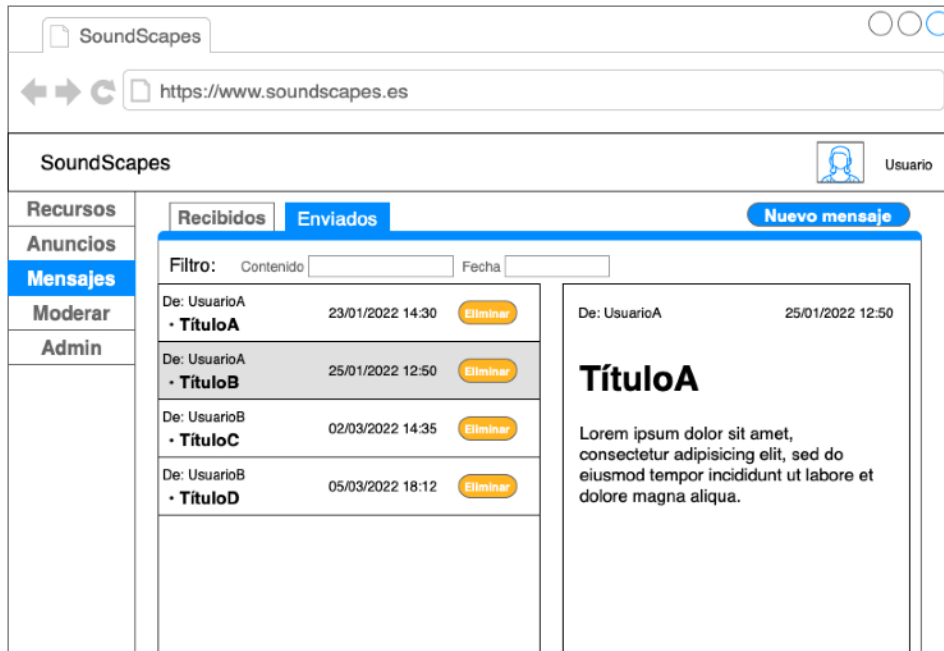 SoundScapes
https://www.soundscapes.es
SoundScapes
Usuario
Recursos
Anuncios
Mensajes
Moderar
Admin
Recibidos
Enviados
Nuevo mensaje
Filtro: Contenido Fecha
De: UsuarioA
• TítuloA
23/01/2022 14:30
Eliminar
De: UsuarioA
• TítuloB
25/01/2022 12:50
Eliminar
De: UsuarioB
• TítuloC
02/03/2022 14:35
Eliminar
De: UsuarioB
• TítuloD
05/03/2022 18:12
Eliminar
De: UsuarioA 25/01/2022 12:50
TítuloA
Lorem ipsum dolor sit amet,
consectetur adipisicing elit, sed do
eiusmod tempor incididunt ut labore et
dolore magna aliqua.